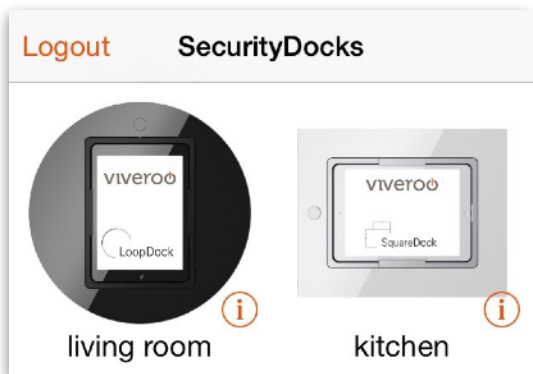 Logout
SecurityDocks
viveroo
LoopDock
viveroo
SquareDock
i
i
living room
kitchen